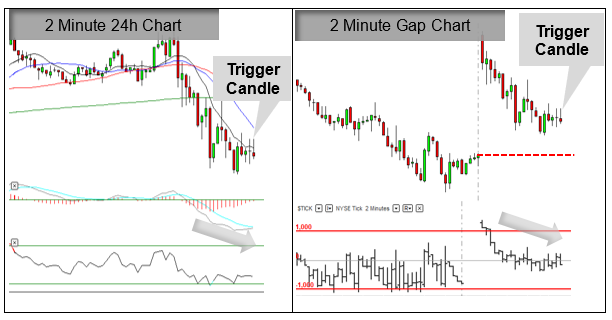 2 Minute 24h Chart
Trigger
Candle
2 Minute Gap Chart
Trigger
Candle
$TICK NYSE Tick 2 Minutes
1,000
-1,000